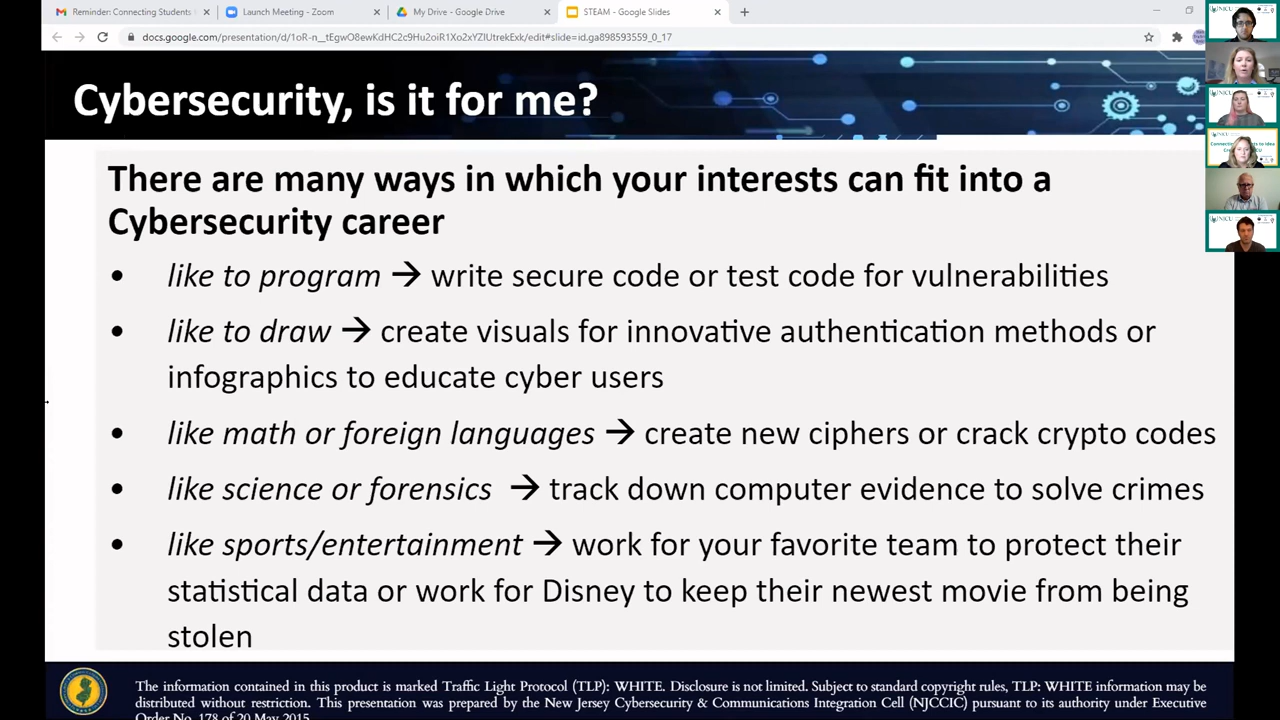 Reminder: Connecting Students
Launch Meeting - Zoom
My Drive - Google Drive
STEAM - Google Slides
docs.google.com/presentation/d/1oR-n__tEgwO8ewKdHC2c9Hu2oiR1Xo2xYZIUtrekExk/edit#slide=id.ga898593559_0_17
Cybersecurity, is it for me?
There are many ways in which your interests can fit into a
Cybersecurity career
• like to program → write secure code or test code for vulnerabilities
• like to draw → create visuals for innovative authentication methods or
infographics to educate cyber users
• like math or foreign languages → create new ciphers or crack crypto codes
• like science or forensics → track down computer evidence to solve crimes
• like sports/entertainment → work for your favorite team to protect their
statistical data or work for Disney to keep their newest movie from being
stolen
The information contained in this product is marked Traffic Light Protocol (TLP): WHITE. Disclosure is not limited. Subject to standard copyright rules, TLP: WHITE information may be
distributed without restriction. This presentation was prepared by the New Jersey Cybersecurity & Communications Integration Cell (NJCCIC) pursuant to its authority under Executive
Order No. 178 of 20 May 2015